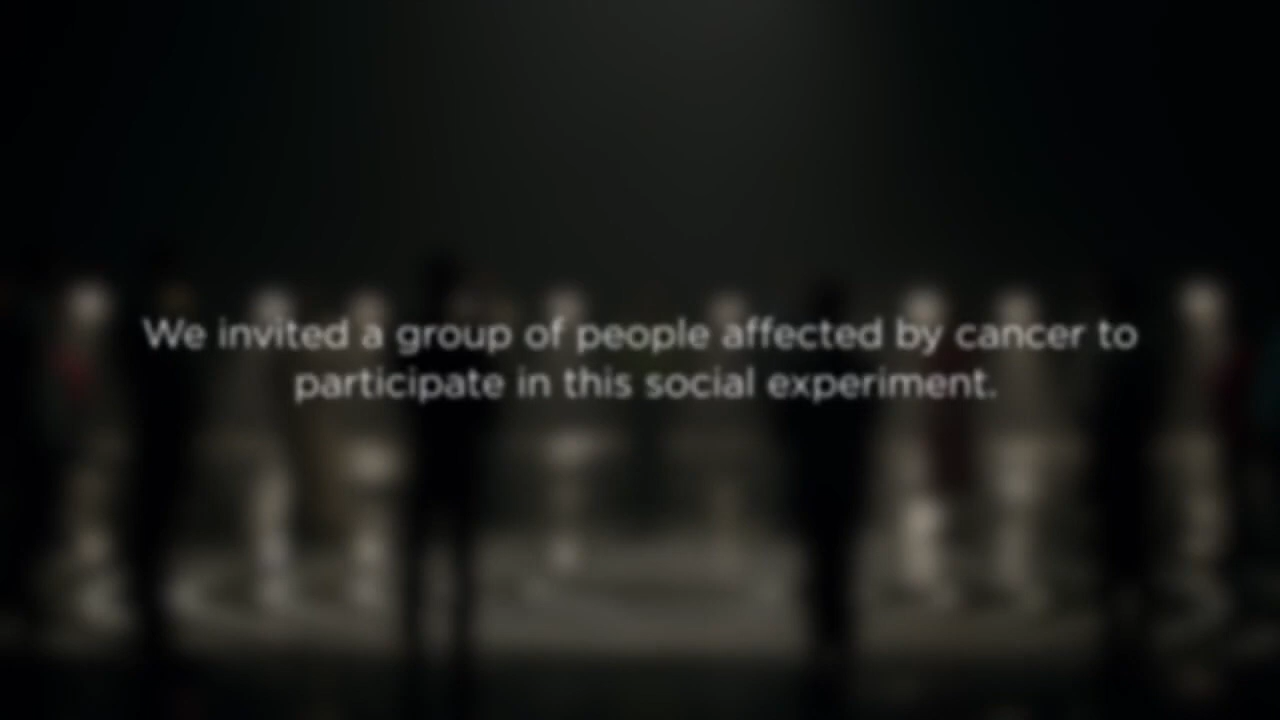 We invited a group of people affected by cancer to
participate in this social experiment.